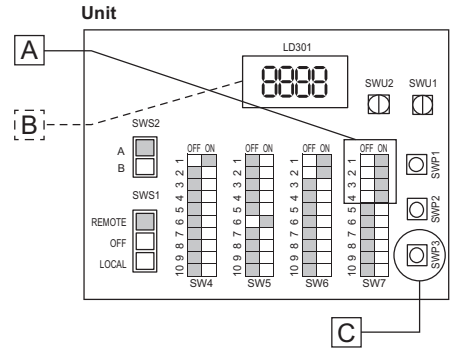 Unit
A
LD301
8888
SWU2 SWU1
B
SWS2
A
B
SWS1
REMOTE
OFF
LOCAL
OFF ON
1 2 3 4 5 6 7 8 9 10
SW4
OFF ON
1 2 3 4 5 6 7 8 9 10
SW5
OFF ON
1 2 3 4 5 6 7 8 9 10
SW6
OFF ON
1 2 3 4 5 6 7 8 9 10
SW7
SWP1
SWP2
SWP3
C